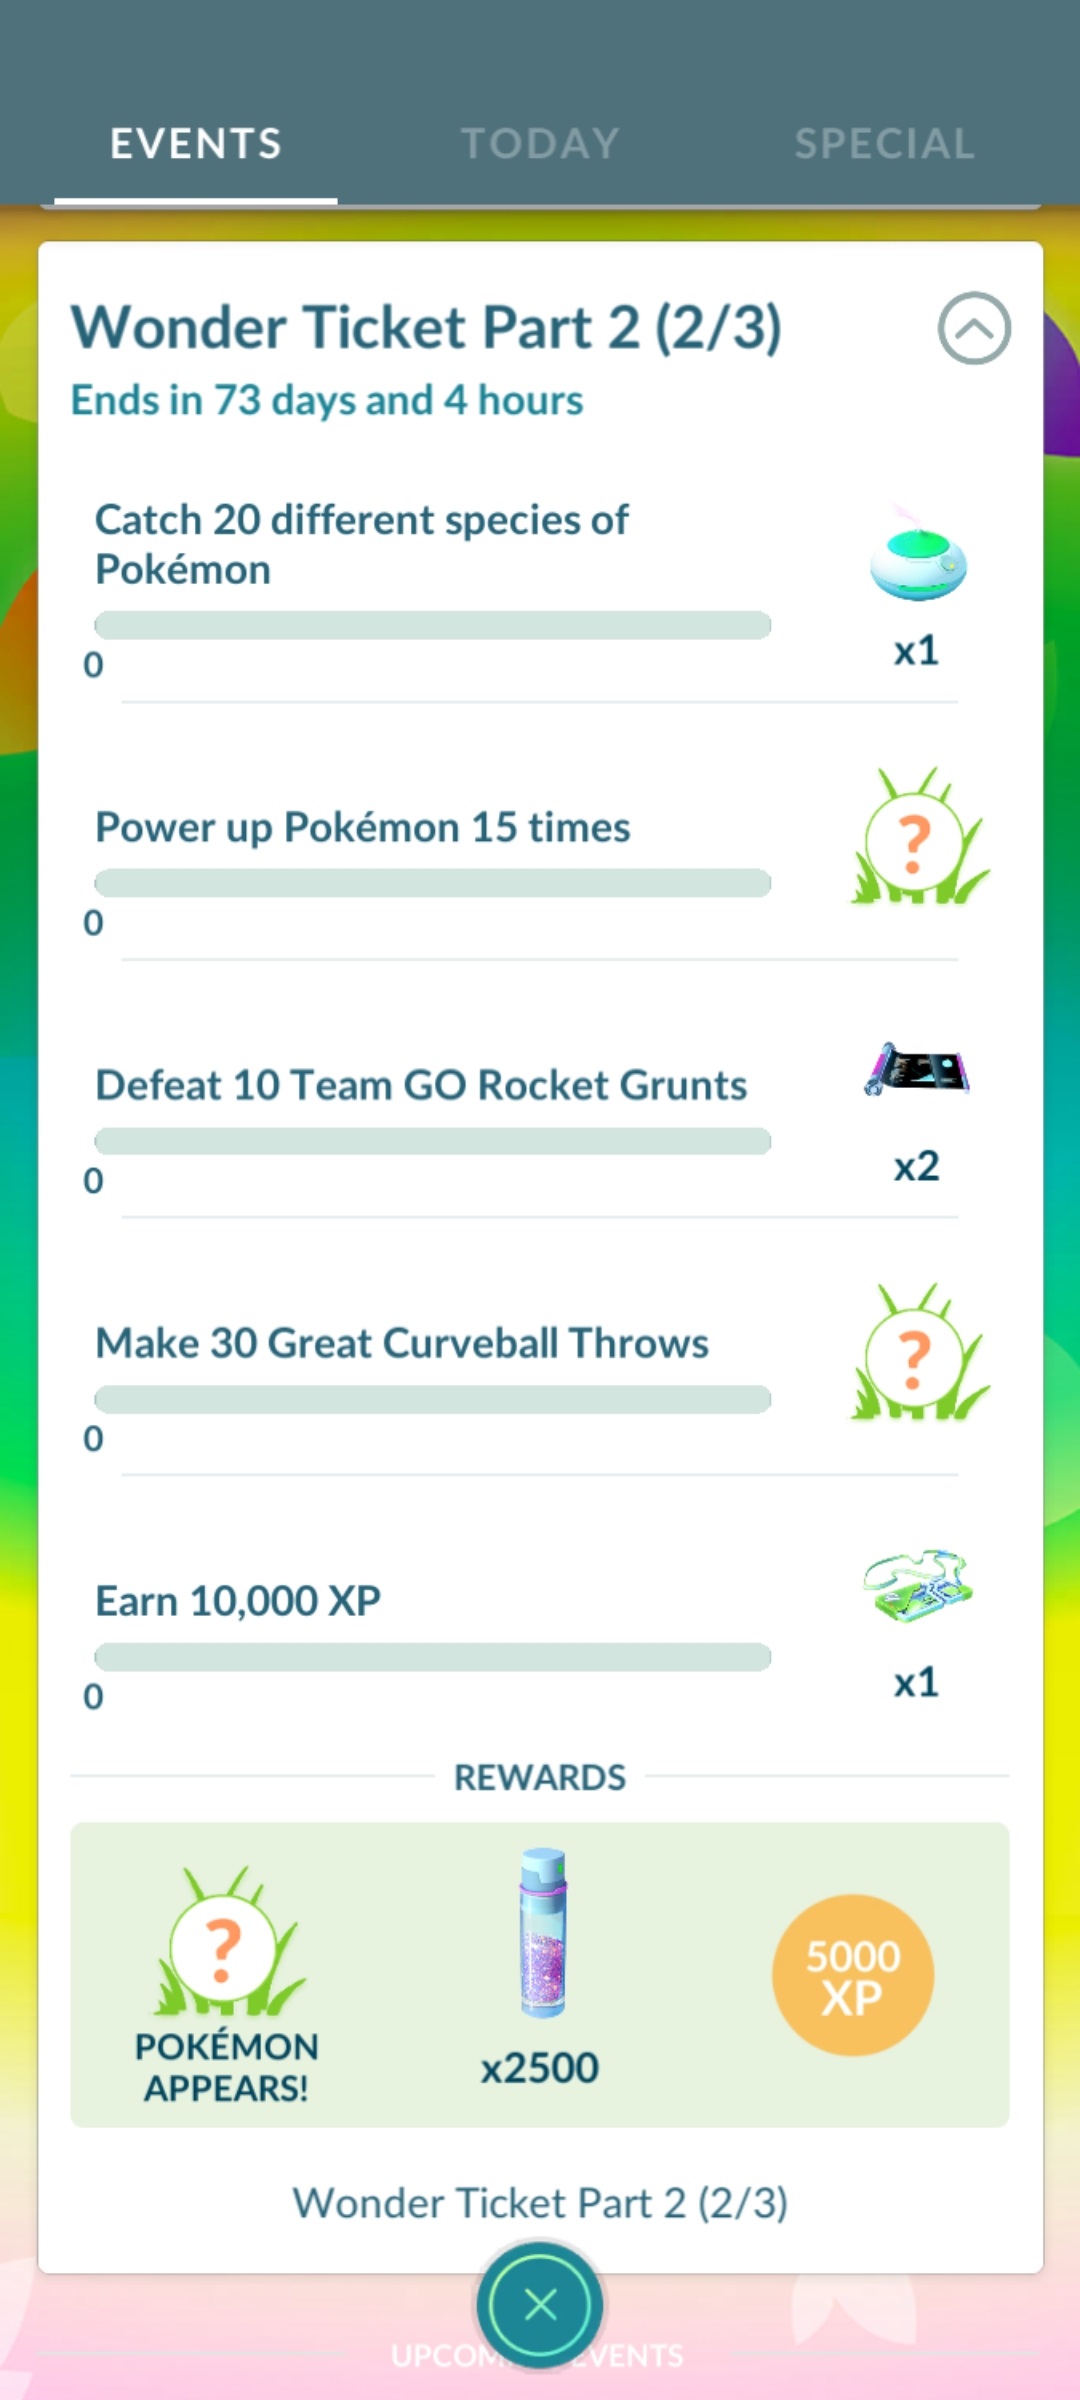 EVENTS
TODAY
SPECIAL
Wonder Ticket Part 2 (2/3)
Ends in 73 days and 4 hours
Catch 20 different species of
Pokémon
0
x1
Power up Pokémon 15 times
?
0
Defeat 10 Team GO Rocket Grunts
0
x2
Make 30 Great Curveball Throws
?
0
Earn 10,000 XP
0
x1
REWARDS
?
POKÉMON
APPEARS!
x2500
5000
XP
Wonder Ticket Part 2 (2/3)
EVENTS